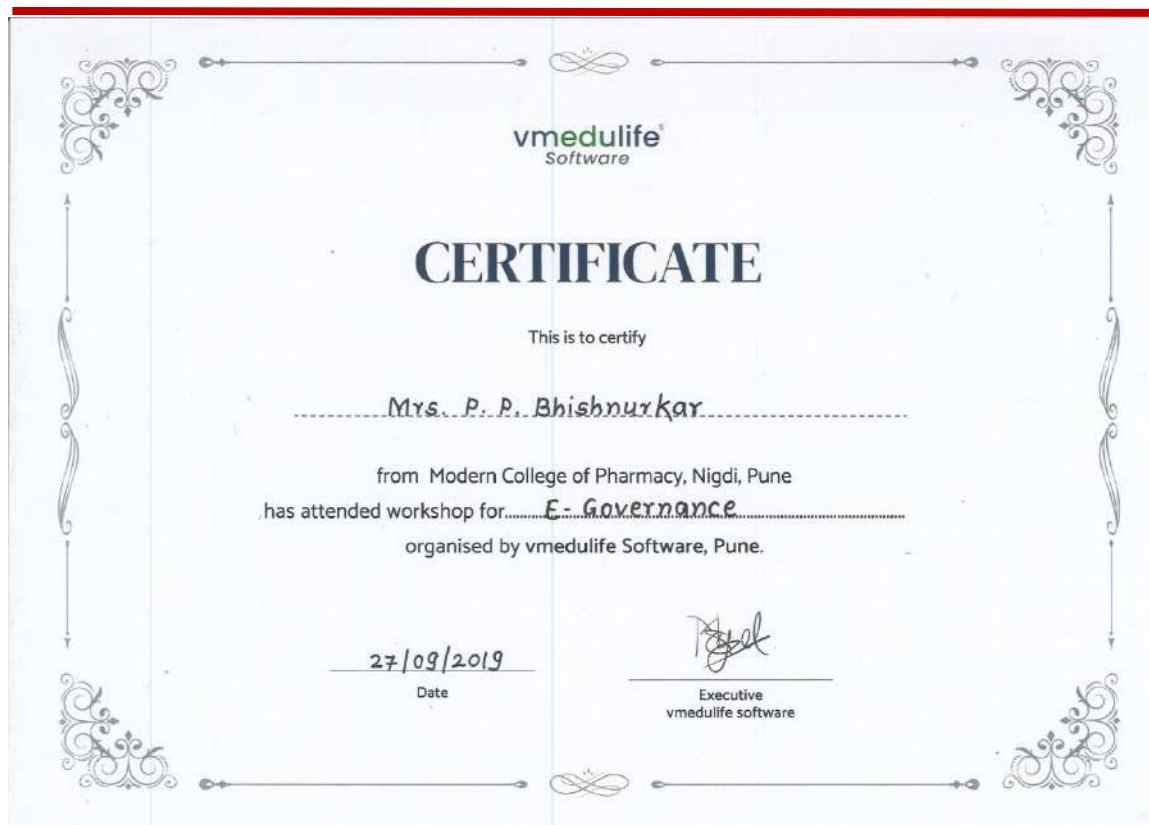 vmedulife®
Software
CERTIFICATE
This is to certify
Mrs. P. P. Bhishnurkar
from Modern College of Pharmacy, Nigdi, Pune
has attended workshop for E- Governance
organised by vmedulife Software, Pune.
27/09/2019
Date
Executive
vmedulife software